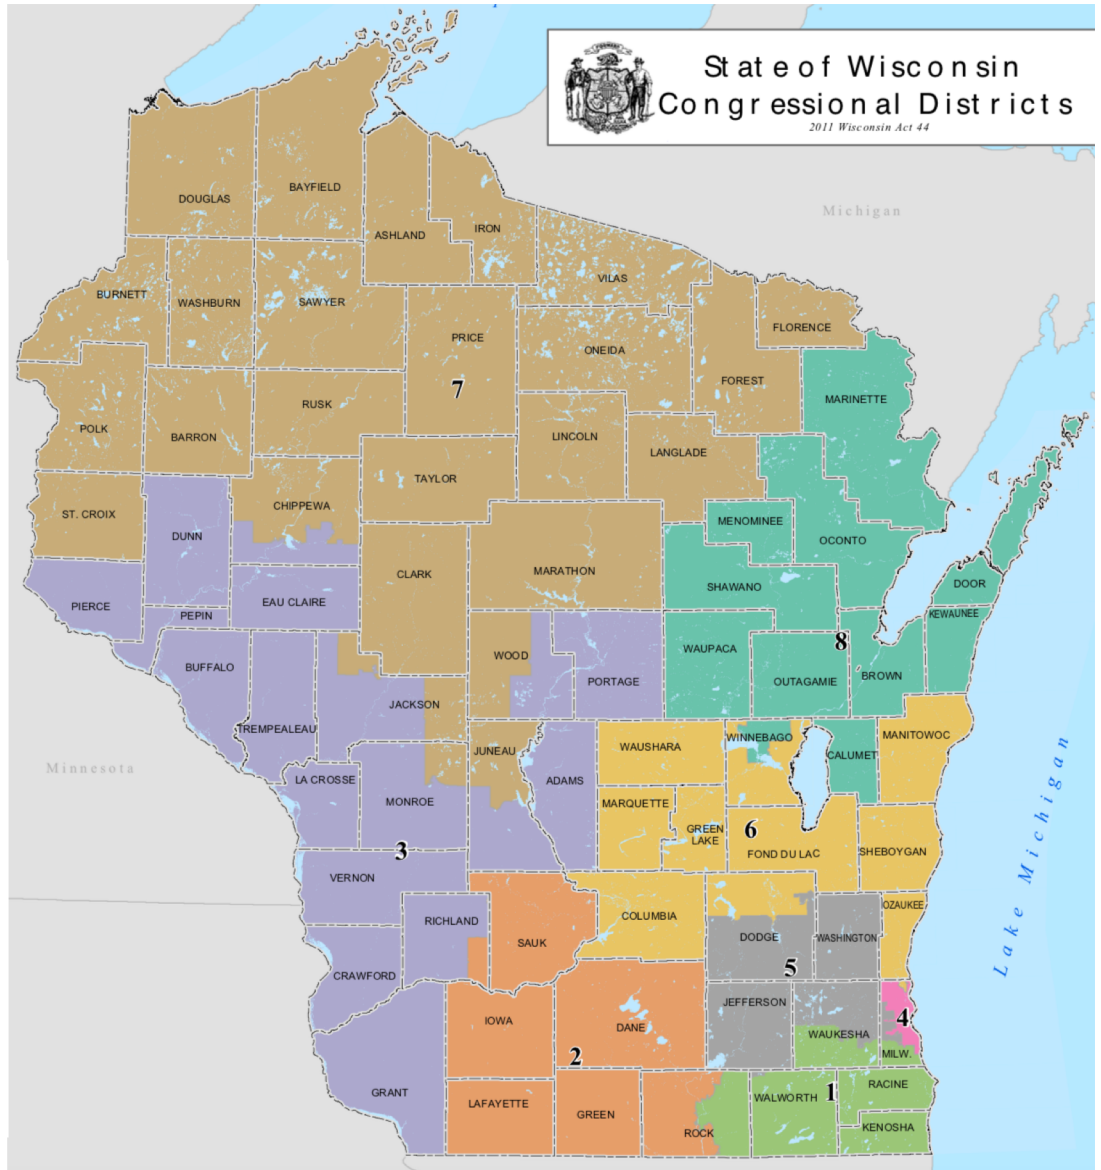 State of Wisconsin
Congressional Districts
2011 Wisconsin Act 44
FORWARD
Michigan
DOUGLAS
BAYFIELD
ASHLAND
IRON
VILAS
BURNETT
WASHBURN
SAWYER
PRICE
ONEIDA
FLORENCE
FOREST
7
MARINETTE
RUSK
POLK
BARRON
LINCOLN
LANGLADE
TAYLOR
CHIPPEWA
ST. CROIX
DUNN
MENOMINEE
OCONTO
CLARK
MARATHON
SHAWANO
DOOR
EAU CLAIRE
PIERCE
PEPIN
KEWAUNEE
8
WAUPACA
WOOD
BUFFALO
PORTAGE
OUTAGAMIE
BROWN
JACKSON
TREMPEALEAU
WINNEBAGO
MANITOWOC
WAUSHARA
JUNEAU
CALUMET
Minnesota
LA CROSSE
ADAMS
MONROE
MARQUETTE
GREEN
LAKE
6
3
FOND DU LAC
SHEBOYGAN
VERNON
OZAUKEE
RICHLAND
COLUMBIA
SAUK
DODGE
WASHINGTON
Lake Michigan
CRAWFORD
5
JEFFERSON
4
IOWA
DANE
WAUKESHA
2
MILW.
GRANT
RACINE
WALWORTH
1
LAFAYETTE
GREEN
ROCK
KENOSHA